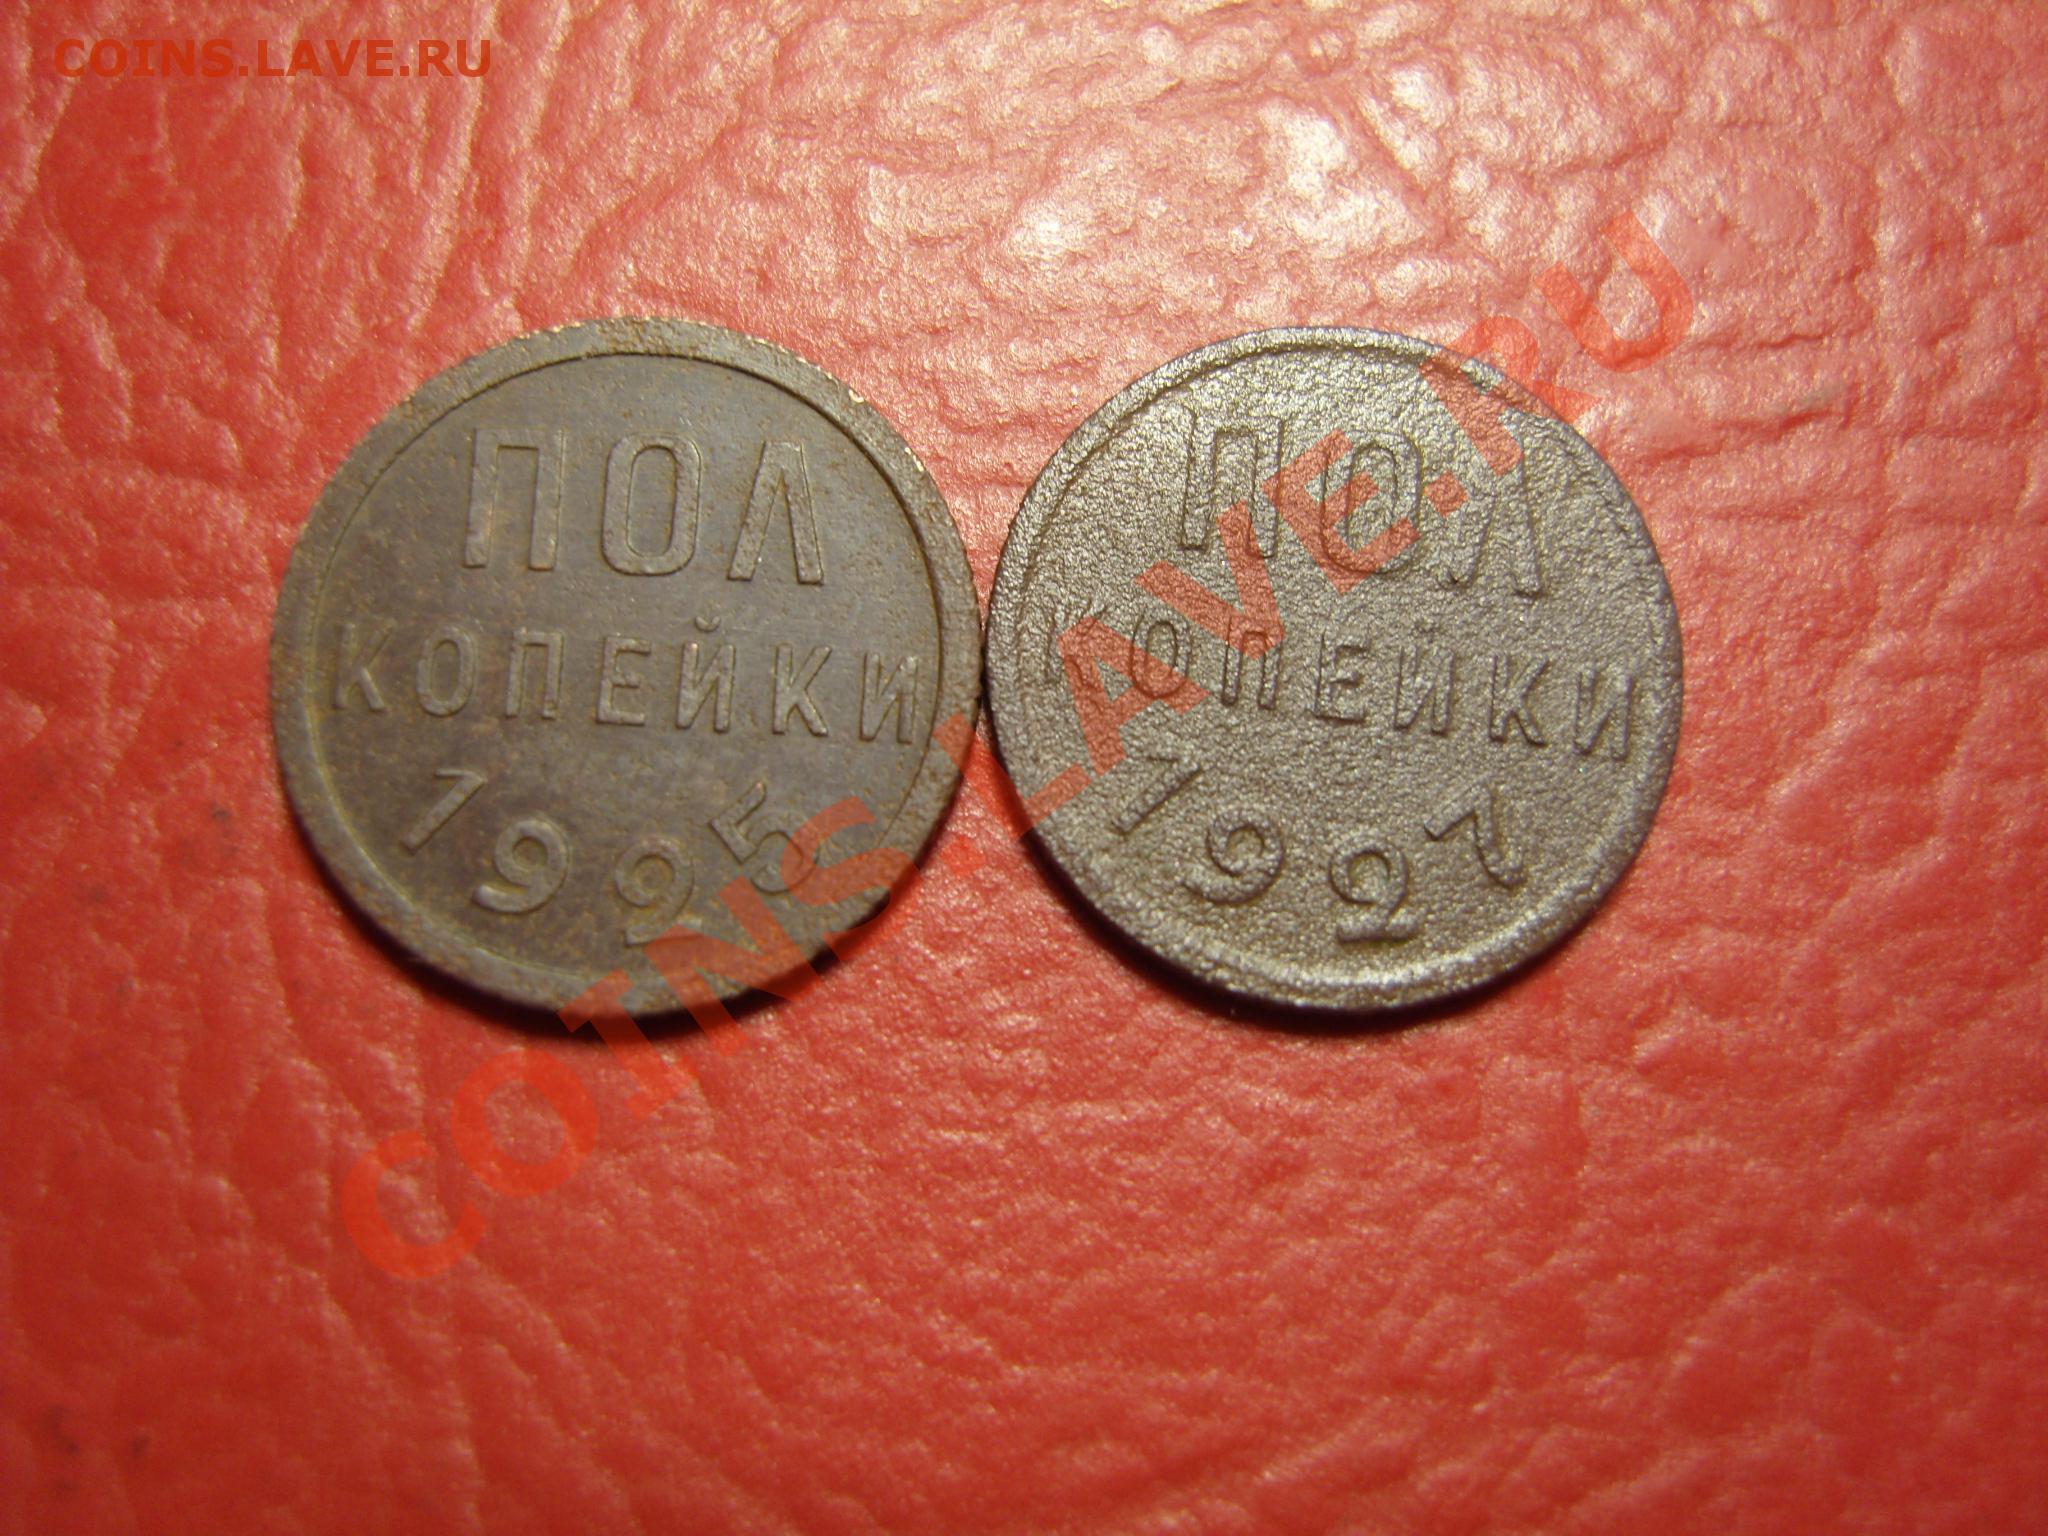 COINS.LAVE.RU
ПОЛ
КОПЕЙКИ
1925
ПОЛ
КОПЕЙКИ
1927
COINS.LAVE.RU